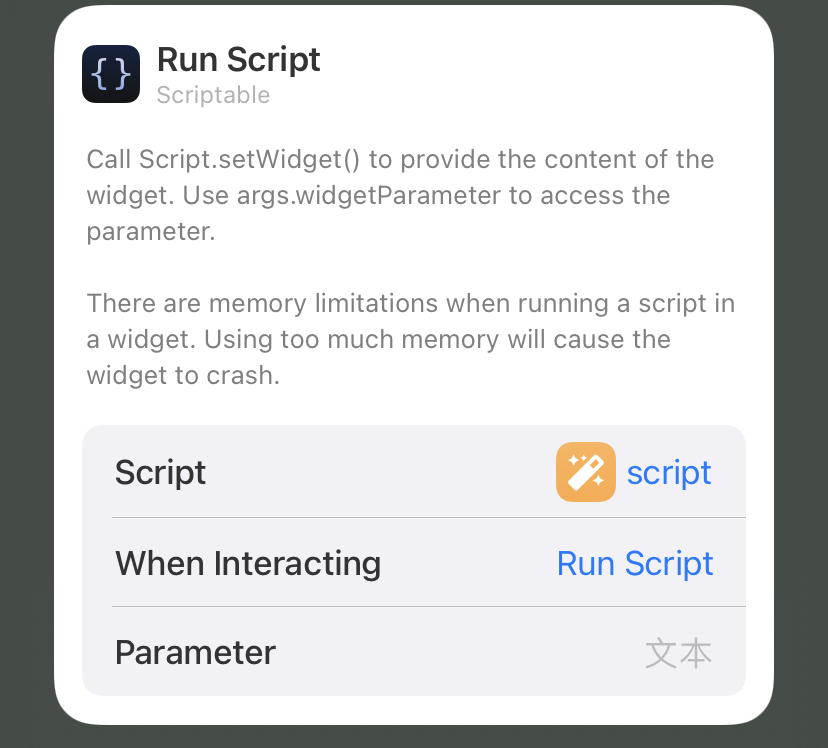 { }
Run Script
Scriptable
Call Script.setWidget() to provide the content of the
widget. Use args.widgetParameter to access the
parameter.
There are memory limitations when running a script in
a widget. Using too much memory will cause the
widget to crash.
Script script
When Interacting Run Script
Parameter 文本